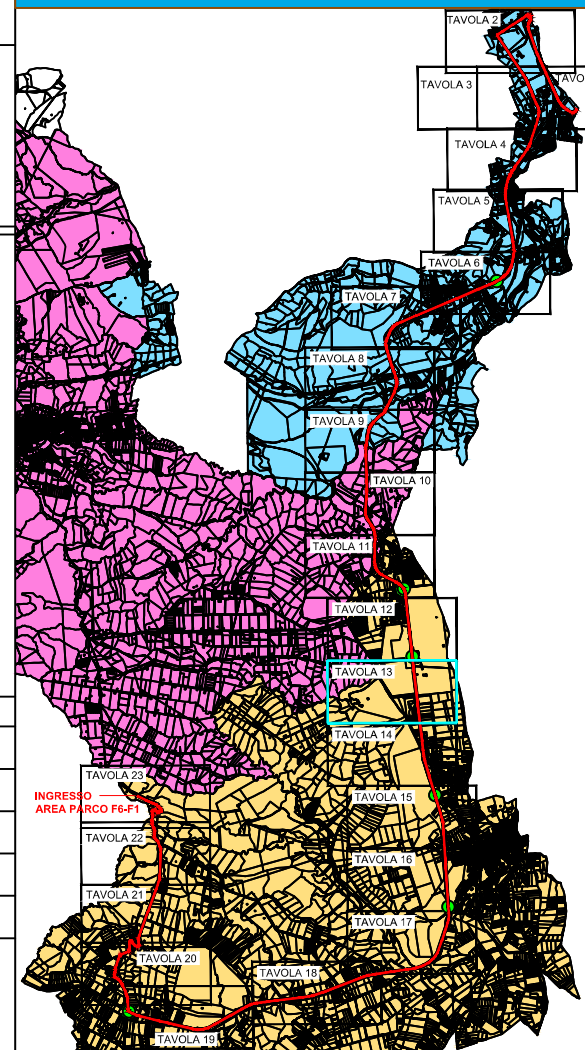 TAVOLA 2
TAVO
TAVOLA 3
TAVOLA 4
TAVOLA 5
TAVOLA 6
TAVOLA 7
TAVOLA 8
TAVOLA 9
TAVOLA 10
TAVOLA 11
TAVOLA 12
TAVOLA 13
TAVOLA 14
TAVOLA 23
INGRESSO
AREA PARCO F6-F1
TAVOLA 15
TAVOLA 22
TAVOLA 16
TAVOLA 21
TAVOLA 17
TAVOLA 20
TAVOLA 18
TAVOLA 19